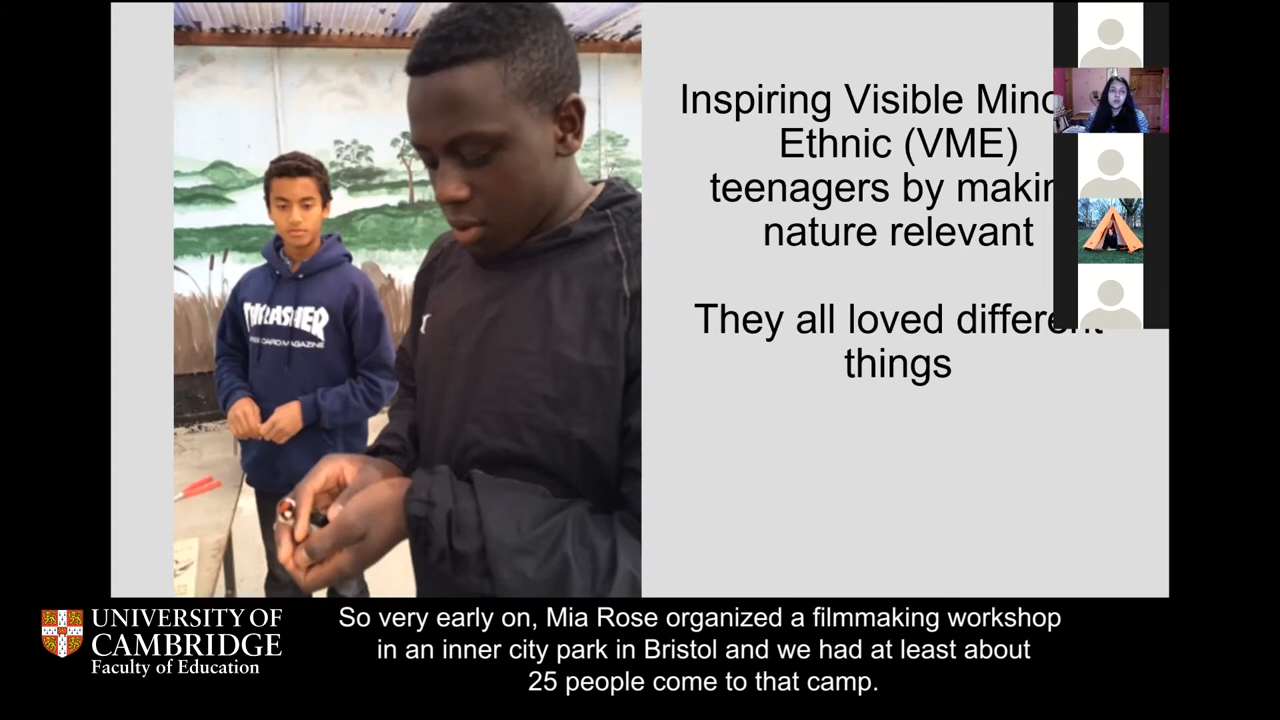 Inspiring Visible Mino
Ethnic (VME)
teenagers by makin
nature relevant
They all loved different
things
THRASHER
MAGAZINE
UNIVERSITY OF
CAMBRIDGE
Faculty of Education
So very early on, Mia Rose organized a filmmaking workshop
in an inner city park in Bristol and we had at least about
25 people come to that camp.